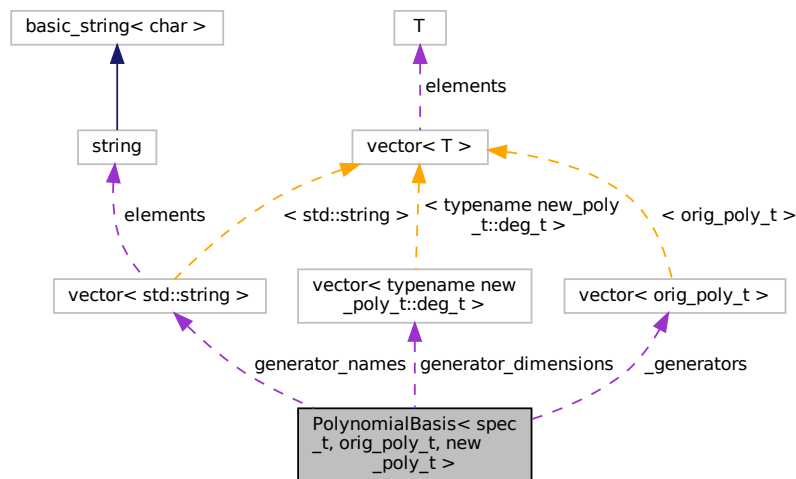 basic_string< char >
T
elements
string
vector< T >
elements
< std::string >
< typename new_poly
_t::deg_t >
< orig_poly_t >
vector< std::string >
vector< typename new
_poly_t::deg_t >
vector< orig_poly_t >
generator_names
generator_dimensions
_generators
PolynomialBasis< spec
_t, orig_poly_t, new
_poly_t >